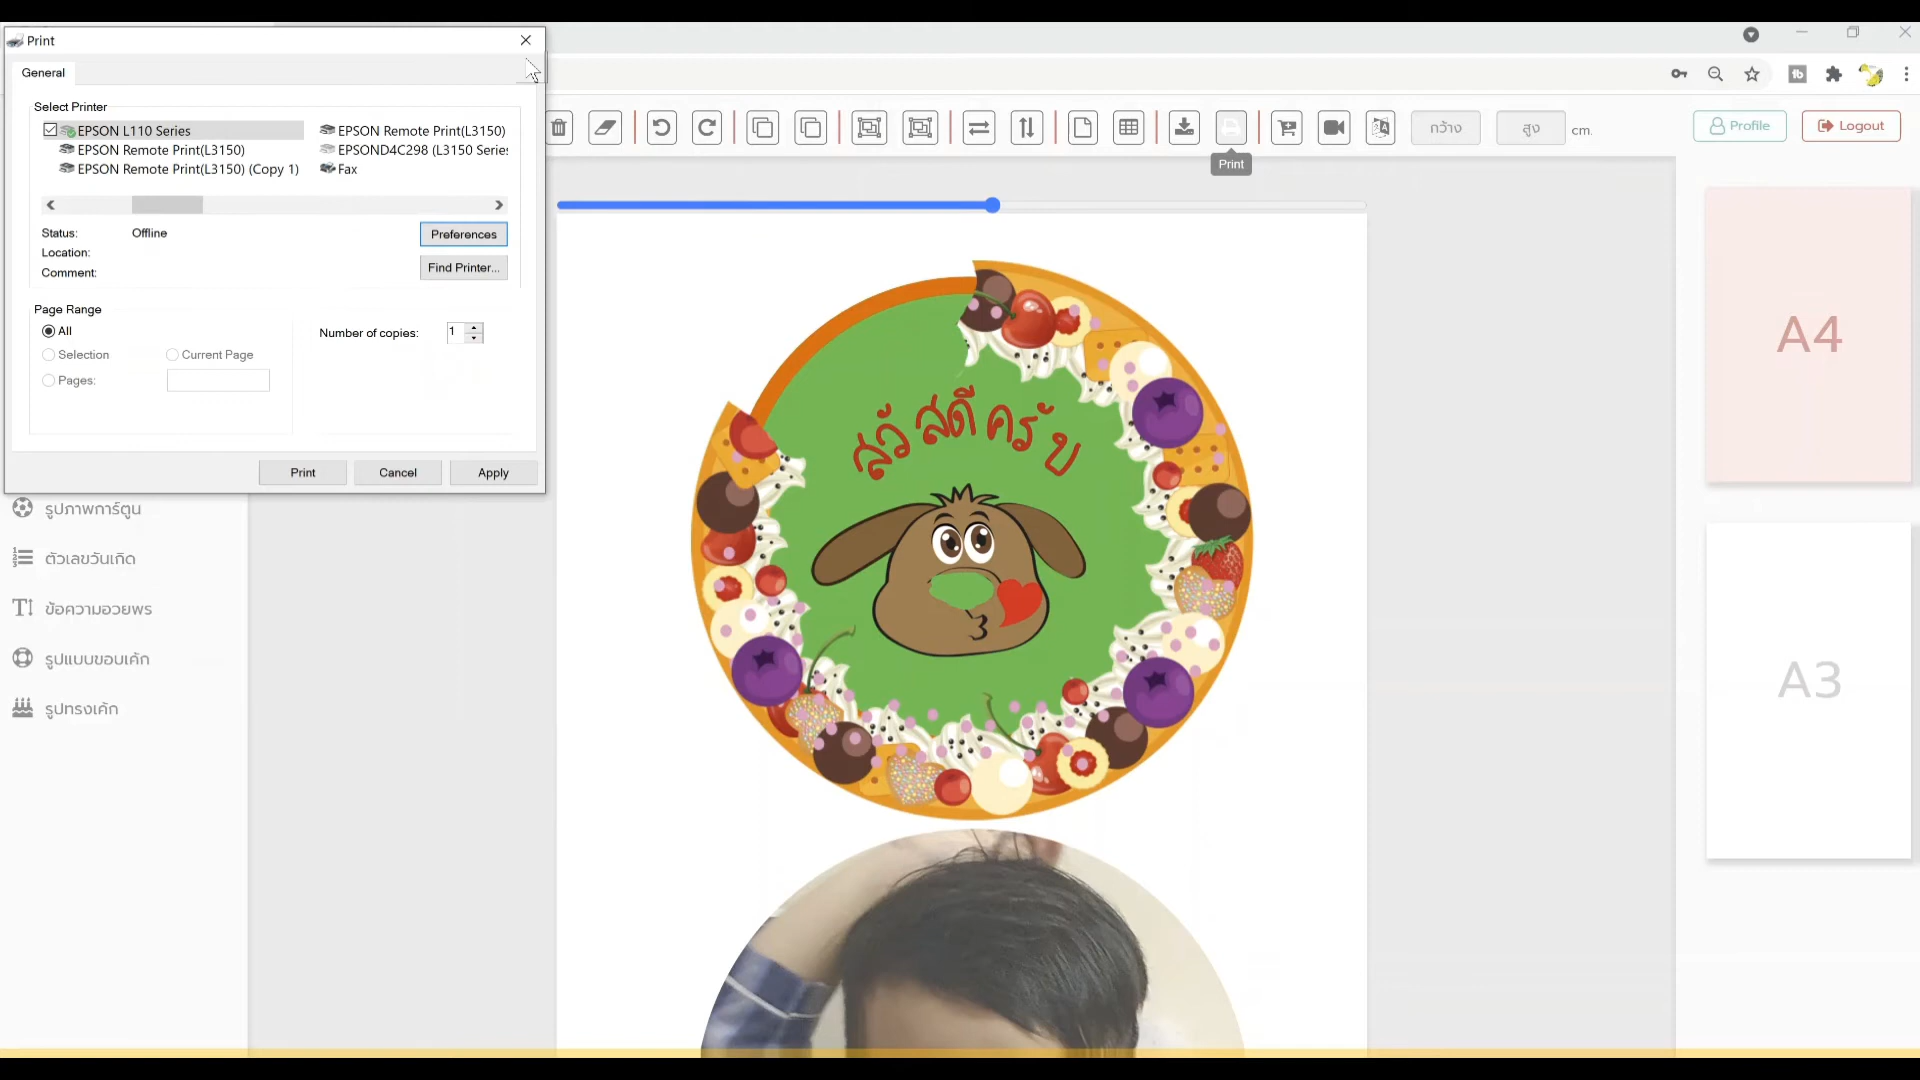 Print
General
Select Printer
EPSON L110 Series
EPSON Remote Print(L3150)
EPSON Remote Print(L3150)
EPSOND4C298 (L3150 Series
EPSON Remote Print(L3150) (Copy 1)
Fax
Status: Offline
Preferences
Location:
Find Printer...
Comment:
Page Range
All
Number of copies: 1
Selection
Current Page
Pages:
Print
Cancel
Apply
กว้าง
สูง
cm.
Profile
Logout
Print
A4
A3
สวัสดีครับ
รูปภาพการ์ตูน
ตัวเลขวันเกิด
ข้อความอวยพร
รูปแบบขอบเค้ก
รูปทรงเค้ก